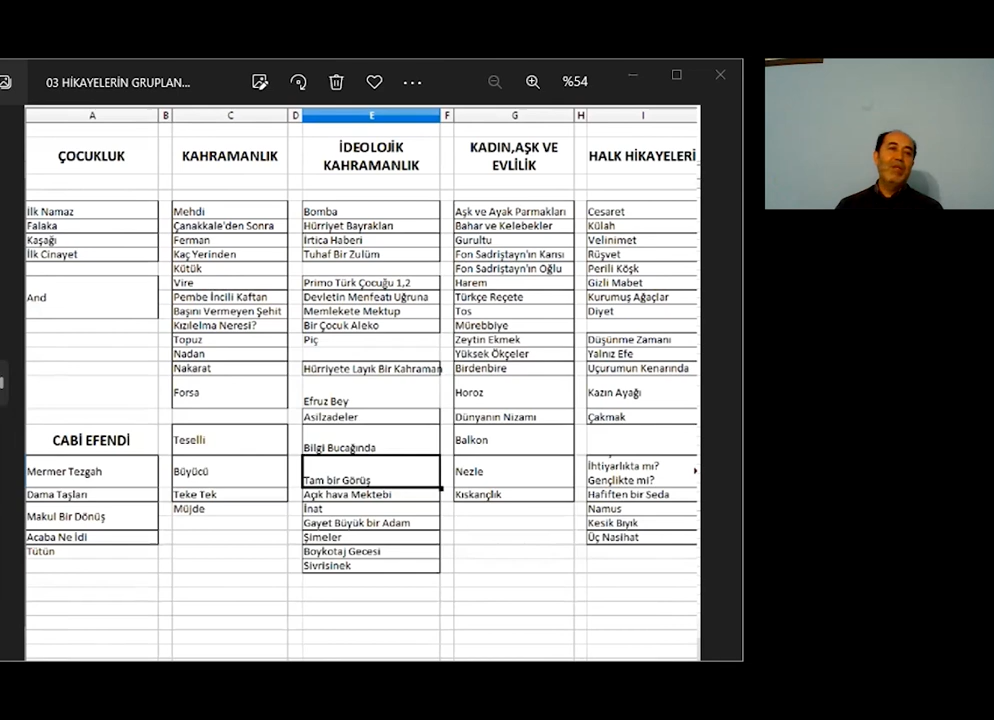 03 HİKAYELERİN GRUPLAN...
%54
A B C D E F G H I
ÇOCUKLUK
İlk Namaz
Falaka
Kaşağı
İlk Cinayet
And
CABİ EFENDİ
Mermer Tezgah
Dama Taşları
Makul Bir Dönüş
Acaba Ne İdi
Tütün
KAHRAMANLIK
Mehdi
Çanakkale'den Sonra
Ferman
Kaç Yerinden
Kütük
Vire
Pembe İncili Kaftan
Başını Vermeyen Şehit
Kızılelma Neresi?
Topuz
Nadan
Nakarat
Forsa
Teselli
Büyücü
Teke Tek
Müjde
İDEOLOJİK
KAHRAMANLIK
Bomba
Hürriyet Bayrakları
İrtica Haberi
Tuhaf Bir Zulüm
Primo Türk Çocuğu 1,2
Devletin Menfeatı Uğruna
Memlekete Mektup
Bir Çocuk Aleko
Piç
Hürriyete Layık Bir Kahraman
Efruz Bey
Asilzadeler
Bilgi Bucağında
Tam bir Görüş
Açık hava Mektebi
İnat
Gayet Büyük bir Adam
Şimeler
Boykotaj Gecesi
Sivrisinek
KADIN,AŞK VE
EVLİLİK
Aşk ve Ayak Parmakları
Bahar ve Kelebekler
Gurultu
Fon Sadriştayn'ın Karısı
Fon Sadriştayn'ın Oğlu
Harem
Türkçe Reçete
Tos
Mürebbiye
Zeytin Ekmek
Yüksek Ökçeler
Birdenbire
Horoz
Dünyanın Nizamı
Balkon
Nezle
Kıskançlık
HALK HİKAYELERİ
Cesaret
Külah
Velinimet
Rüşvet
Perili Köşk
Gizli Mabet
Kurumuş Ağaçlar
Diyet
Düşünme Zamanı
Yalnız Efe
Uçurumun Kenarında
Kazın Ayağı
Çakmak
İhtiyarlıkta mı?
Gençlikte mi?
Hafiften bir Seda
Namus
Kesik Bıyık
Üç Nasihat